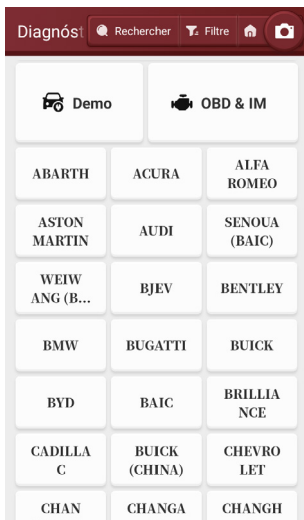 Diagnóst Rechercher Filtre
Demo OBD & IM
ABARTH ACURA ALFA
ROMEO
ASTON
MARTIN AUDI SENOUA
(BAIC)
WEIW
ANG (B... BJEV BENTLEY
BMW BUGATTI BUICK
BYD BAIC BRILLIA
NCE
CADILLA
C BUICK
(CHINA) CHEVRO
LET
CHAN CHANGA CHANGH